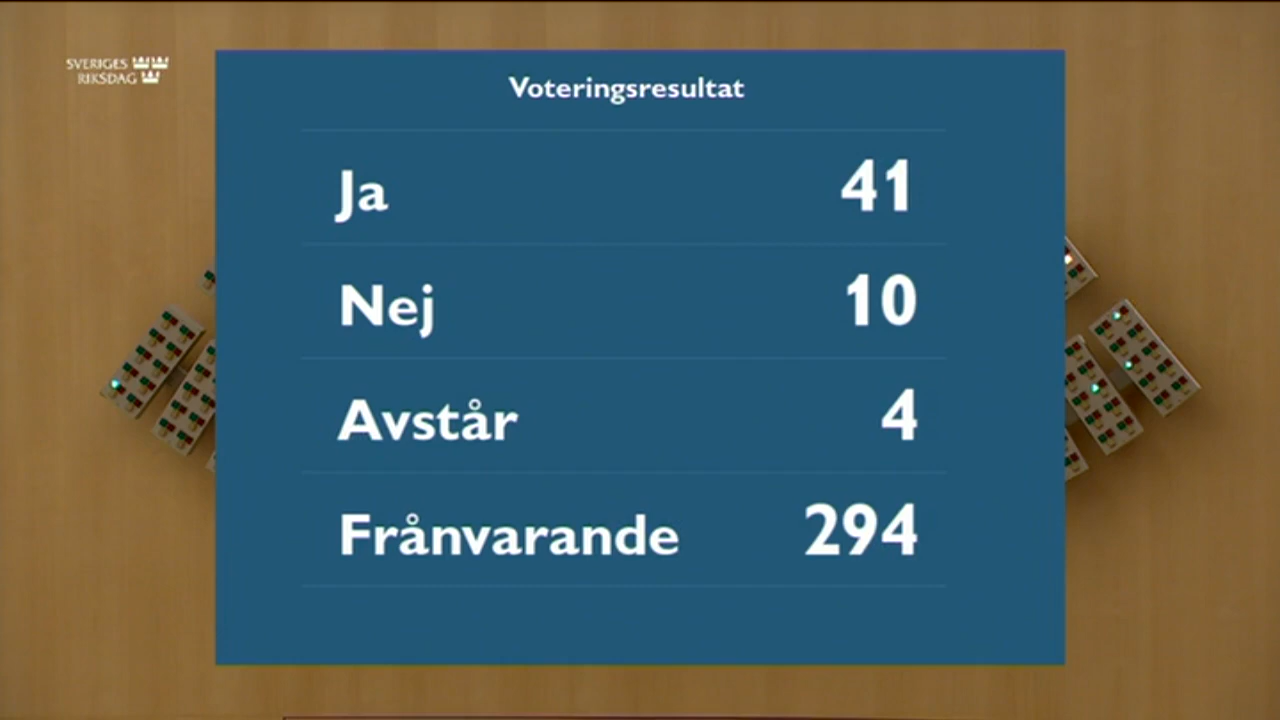 SVERIGES
RIKSDAG
Voteringsresultat
Ja 41
Nej 10
Avstår 4
Frånvarande 294